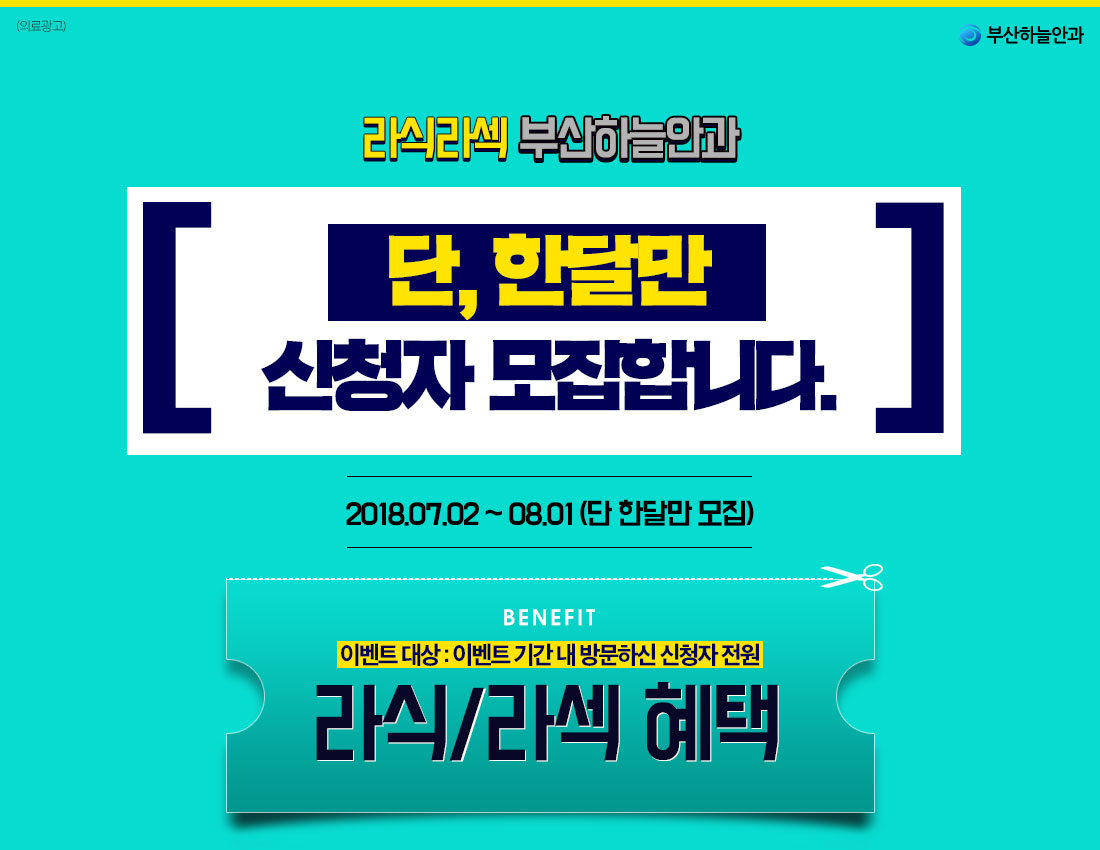 (의료광고)
부산하늘안과
라식라섹 부산하늘안과
단, 한달만
신청자 모집합니다.
2018.07.02 ~ 08.01 (단 한달만 모집)
BENEFIT
이벤트 대상 : 이벤트 기간 내 방문하신 신청자 전원
라식/라섹 혜택